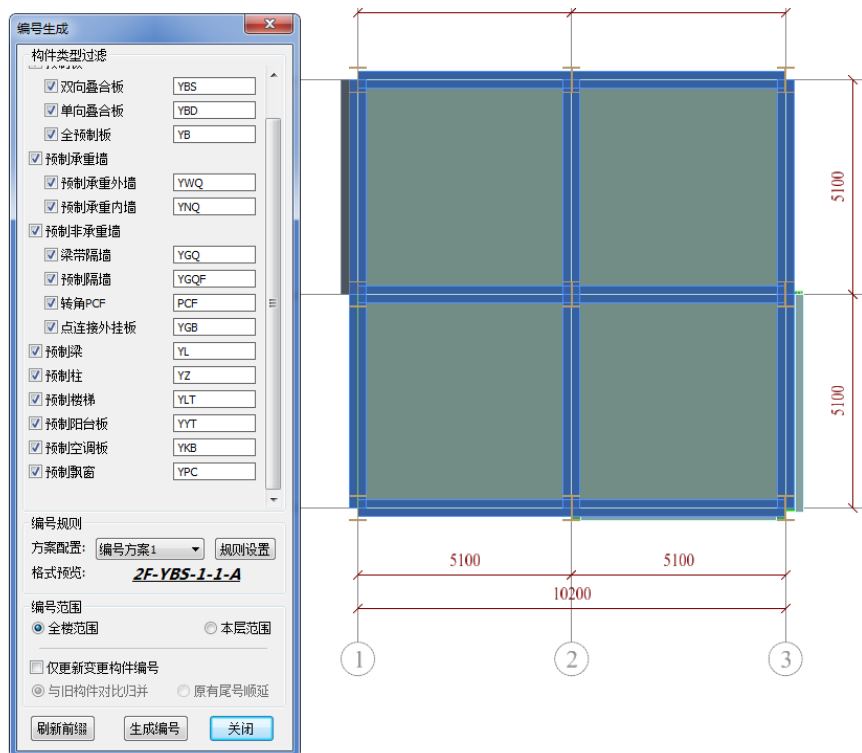 编号生成
构件类型过滤
预制板
双向叠合板 YBS
单向叠合板 YBD
全预制板 YB
预制承重墙
预制承重外墙 YWQ
预制承重内墙 YNQ
预制非承重墙
梁带隔墙 YGQ
预制隔墙 YGQF
转角PCF PCF
点连接外挂板 YGB
预制梁 YL
预制柱 YZ
预制楼梯 YLT
预制阳台板 YYT
预制空调板 YKB
预制飘窗 YPC
编号规则
方案配置: 编号方案1 规则设置
格式预览: 2F-YBS-1-1-A
编号范围
全楼范围 本层范围
仅更新变更构件编号
与旧构件对比归并 原有尾号顺延
刷新前缀 生成编号 关闭
5100
5100
5100 5100
10200
1 2 3